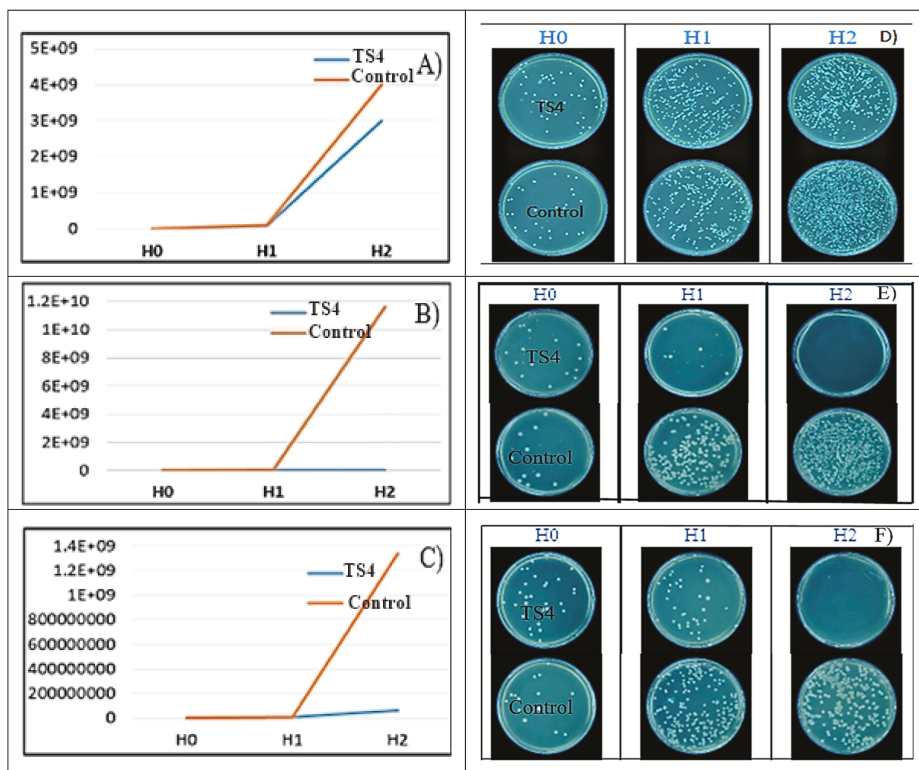 5E+09
4E+09
3E+09
2E+09
1E+09
0
H0 H1 H2
TS4
Control
A)
H0 H1 H2 D)
TS4
Control
1.2E+10
1E+10
8E+09
6E+09
4E+09
2E+09
0
H0 H1 H2
TS4
Control
B)
H0 H1 H2 E)
TS4
Control
1.4E+09
1.2E+09
1E+09
800000000
600000000
400000000
200000000
0
H0 H1 H2
TS4
Control
C)
H0 H1 H2 F)
TS4
Control